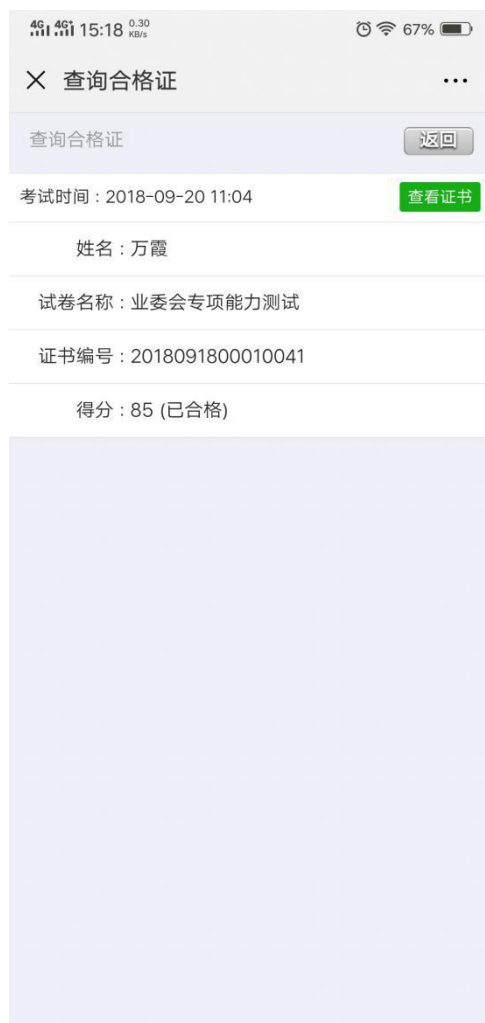 4G 4G+ 15:18 0.30 KB/s 67%
查询合格证
查询合格证 返回
考试时间：2018-09-20 11:04 查看证书
姓名：万霞
试卷名称：业委会专项能力测试
证书编号：2018091800010041
得分：85 (已合格)